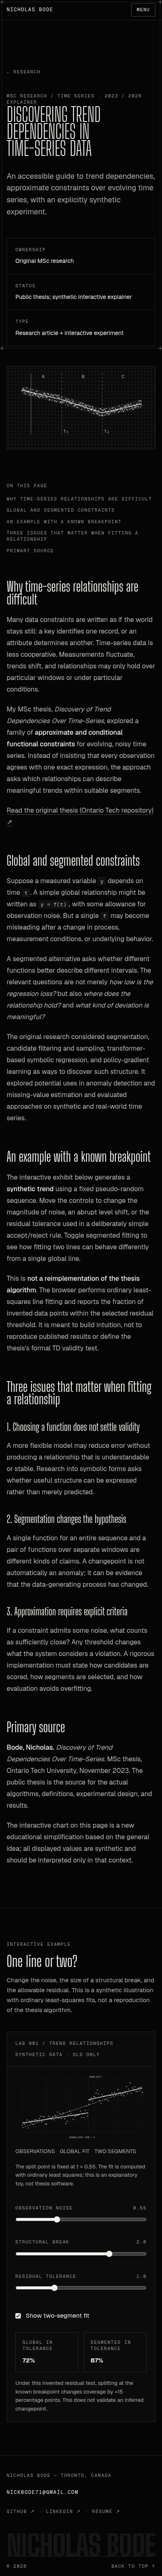 NICHOLAS BODE
MENU
← RESEARCH
MSC RESEARCH / TIME SERIES · 2023 / 2026
EXPLAINER
DISCOVERING TREND
DEPENDENCIES IN
TIME-SERIES DATA
An accessible guide to trend dependencies,
approximate constraints and evolving time
series, with an explicitly synthetic
experiment.
OWNERSHIP
Original MSc research
STATUS
Public thesis; synthetic interactive explainer
TYPE
Research article + interactive experiment
A
B
C
ON THIS PAGE
WHY TIME-SERIES RELATIONSHIPS ARE DIFFICULT
GLOBAL AND SEGMENTED CONSTRAINTS
AN EXAMPLE WITH A KNOWN BREAKPOINT
THREE ISSUES THAT MATTER WHEN FITTING A
RELATIONSHIP
PRIMARY SOURCE
Why time-series relationships are
difficult
Many data constraints are written as if the world
stays still: a key identifies one record, or an
attribute determines another. Time-series data is
less cooperative. Measurements fluctuate,
trends shift, and relationships may only hold over
particular windows or under particular
conditions.
My MSc thesis, Discovery of Trend
Dependencies Over Time-Series, explored a
family of approximate and conditional
functional constraints for evolving, noisy time
series. Instead of insisting that every observation
agrees with one exact expression, the approach
asks which relationships can describe
meaningful trends within suitable segments.
Read the original thesis (Ontario Tech repository)
↗
Global and segmented constraints
Suppose a measured variable
depends on
time
. A simple global relationship might be
written as
, with an allowance for
observation noise. But a single
may become
misleading after a change in process,
measurement conditions, or underlying behavior.
A segmented alternative asks whether different
functions better describe different intervals. The
relevant questions are not merely how low is the
regression loss? but also where does the
relationship hold? and what kind of deviation is
meaningful?
The original research considered segmentation,
candidate filtering and sampling, transformer-
based symbolic regression, and policy-gradient
learning as ways to discover such structure. It
explored potential uses in anomaly detection and
missing-value estimation and evaluated
approaches on synthetic and real-world time
series.
An example with a known breakpoint
The interactive exhibit below generates a
synthetic trend using a fixed pseudo-random
sequence. Move the controls to change the
magnitude of noise, an abrupt level shift, or the
residual tolerance used in a deliberately simple
accept/reject rule. Toggle segmented fitting to
see how fitting two lines can behave differently
from a single global line.
This is not a reimplementation of the thesis
algorithm. The browser performs ordinary least-
squares line fitting and reports the fraction of
invented data points within the selected residual
threshold. It is meant to build intuition, not to
reproduce published results or define the
thesis's formal TD validity test.
Three issues that matter when fitting
a relationship
1. Choosing a function does not settle validity
A more flexible model may reduce error without
producing a relationship that is understandable
or stable. Research into symbolic forms asks
whether useful structure can be expressed
rather than merely predicted.
2. Segmentation changes the hypothesis
A single function for an entire sequence and a
pair of functions over separate windows are
different kinds of claims. A changepoint is not
automatically an anomaly; it can be evidence
that the data-generating process has changed.
3. Approximation requires explicit criteria
If a constraint admits some noise, what counts
as sufficiently close? Any threshold changes
what the system considers a violation. A rigorous
implementation must state how candidates are
scored, how segments are selected, and how
evaluation avoids overfitting.
Primary source
Bode, Nicholas. Discovery of Trend
Dependencies Over Time-Series. MSc thesis,
Ontario Tech University, November 2023. The
public thesis is the source for the actual
algorithms, definitions, experimental design, and
results.
The interactive chart on this page is a new
educational simplification based on the general
idea; all displayed values are synthetic and
should be interpreted only in that context.
INTERACTIVE EXAMPLE
One line or two?
Change the noise, the size of a structural break, and
the allowable error. This is a synthetic illustration
with ordinary least-squares fits, not a reproduction
of the thesis algorithm.
LAB 001 / TREND RELATIONSHIPS
SYNTHETIC DATA · OLS ONLY
OBSERVATIONS GLOBAL FIT TWO SEGMENTS
The split point is fixed at t = 0.55. The fit is computed
with ordinary least squares; this is an explanatory
toy, not thesis software.
OBSERVATION NOISE 0.55
STRUCTURAL BREAK 2.8
RESIDUAL TOLERANCE 1.0
Show two-segment fit
GLOBAL IN
TOLERANCE
72%
SEGMENTED IN
TOLERANCE
87%
Under this invented residual test, splitting at the
known breakpoint changes coverage by +15
percentage points. This does not validate an inferred
changepoint.
NICHOLAS BODE — TORONTO, CANADA
NICKBODE71@GMAIL.COM
GITHUB ↗ · LINKEDIN ↗ · RÉSUMÉ ↗
NICHOLAS BODE
© 2026
BACK TO TOP ↑